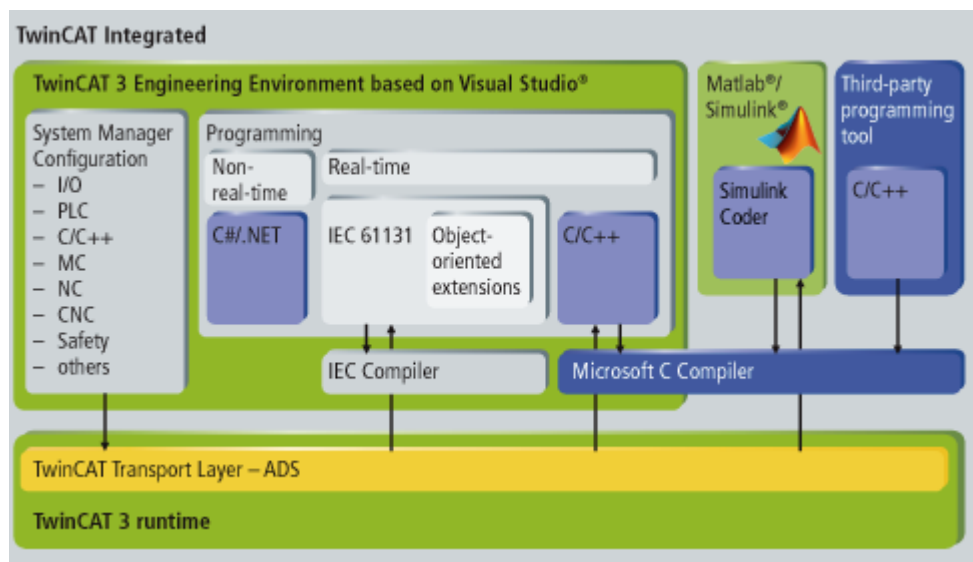 TwinCAT Integrated
TwinCAT 3 Engineering Environment based on Visual Studio®
System Manager
Configuration
– I/O
– PLC
– C/C++
– MC
– NC
– CNC
– Safety
– others
Programming
Non-
real-time
Real-time
C#/.NET
IEC 61131
Object-
oriented
extensions
C/C++
IEC Compiler
Matlab®/
Simulink®
Simulink
Coder
Third-party
programming
tool
C/C++
Microsoft C Compiler
TwinCAT Transport Layer – ADS
TwinCAT 3 runtime